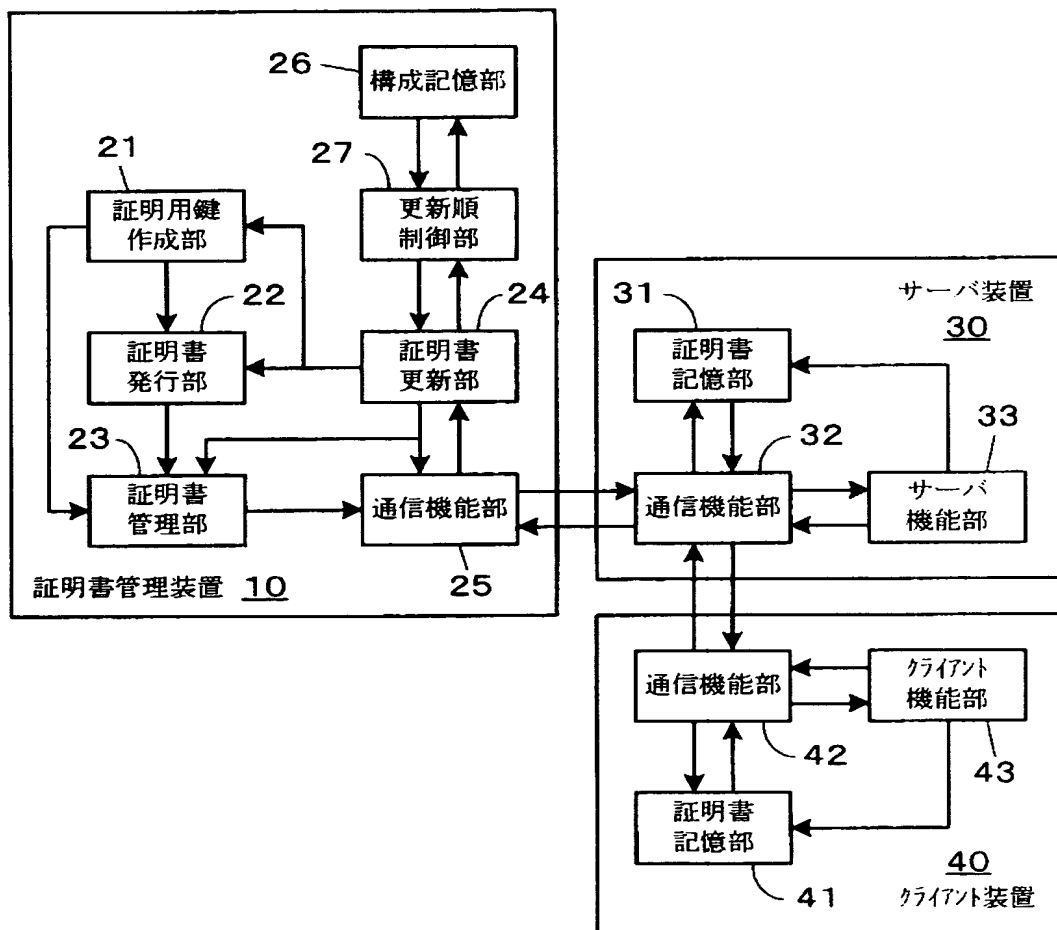 26
構成記憶部
21
27
証明用鍵
作成部
更新順
制御部
22
24
証明書
発行部
証明書
更新部
23
証明書
管理部
通信機能部
25
証明書管理装置 10
31
サーバ装置
30
証明書
記憶部
32
33
通信機能部
サーバ
機能部
通信機能部
クライアント
機能部
42
43
証明書
記憶部
41
40
クライアント装置